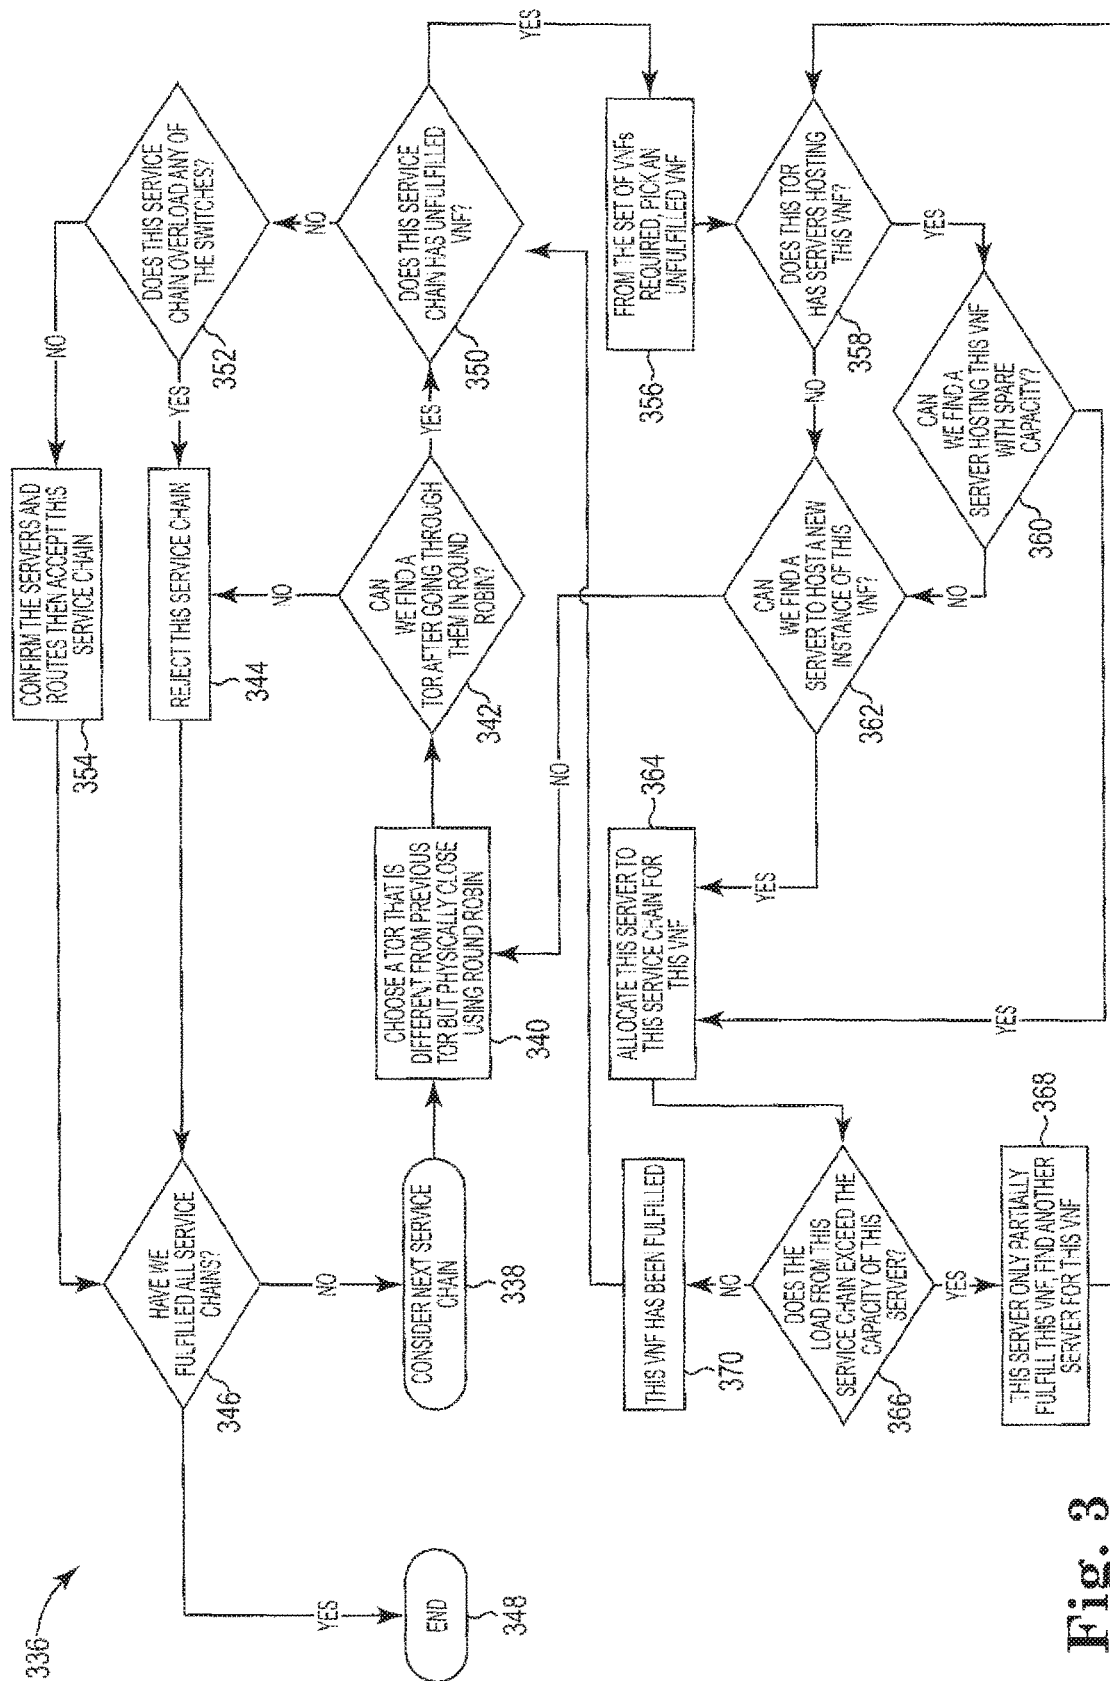 336
CONFIRM THE SERVERS AND
ROUTES THEN ACCEPT THIS
SERVICE CHAIN
354
NO
DOES THIS SERVICE
CHAIN OVERLOAD ANY OF
THE SWITCHES?
352
YES
REJECT THIS SERVICE CHAIN
344
HAVE WE
FULFILLED ALL SERVICE
CHAINS?
346
YES
END
348
NO
CONSIDER NEXT SERVICE
CHAIN
338
CHOOSE A TOR THAT IS
DIFFERENT FROM PREVIOUS
TOR BUT PHYSICALLY CLOSE
USING ROUND ROBIN
340
CAN
WE FIND A
TOR AFTER GOING THROUGH
THEM IN ROUND
ROBIN?
342
NO
YES
DOES THIS SERVICE
CHAIN HAS UNFULFILLED
VNF?
350
NO
YES
FROM THE SET OF VNFs
REQUIRED, PICK AN
UNFULFILLED VNF
356
DOES THIS TOR
HAS SERVERS HOSTING
THIS VNF?
358
NO
YES
CAN
WE FIND A
SERVER HOSTING THIS VNF
WITH SPARE
CAPACITY?
360
NO
YES
CAN
WE FIND A
SERVER TO HOST A NEW
INSTANCE OF THIS
VNF?
362
NO
YES
ALLOCATE THIS SERVER TO
THIS SERVICE CHAIN FOR
THIS VNF
364
DOES THE
LOAD FROM THIS
SERVICE CHAIN EXCEED THE
CAPACITY OF THIS
SERVER?
366
NO
THIS VNF HAS BEEN FULFILLED
370
YES
THIS SERVER ONLY PARTIALLY
FULFILL THIS VNF, FIND ANOTHER
SERVER FOR THIS VNF
368
Fig. 3